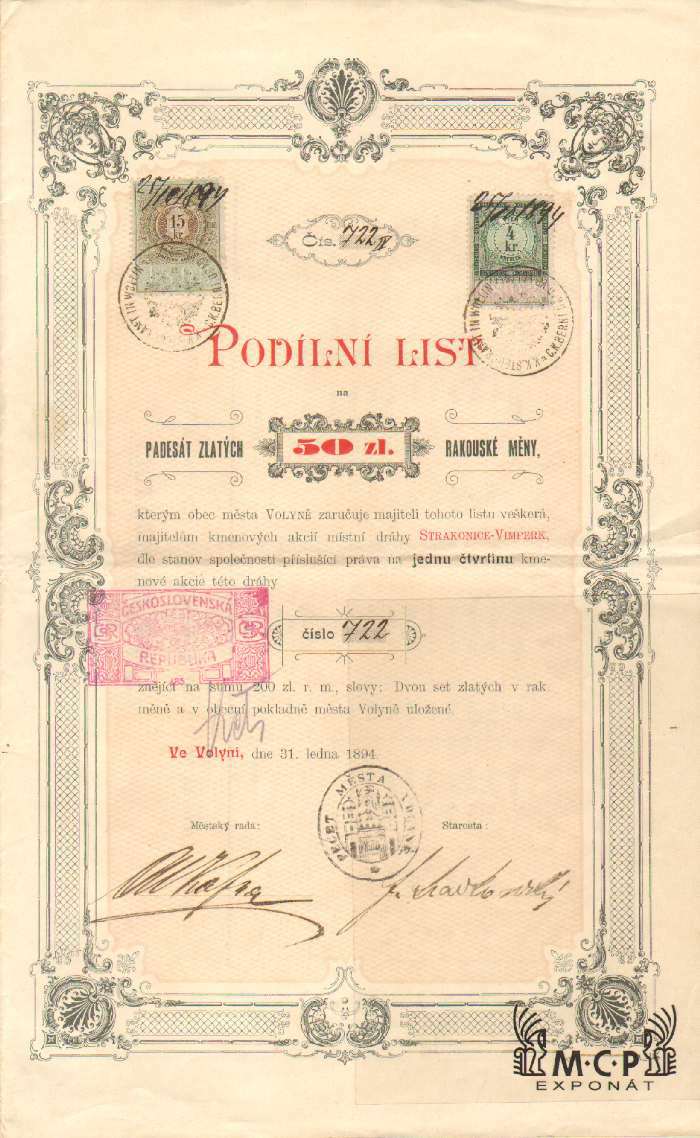 15
kr.
4
kr.
Čís. 722
PODÍLNÍ LIST
na
PADESÁT ZLATÝCH 50 zl. RAKOUSKÉ MĚNY,
kterým obec města VOLYNĚ zaručuje majiteli tohoto listu veškerá,
majitelům kmenových akcií místní dráhy STRAKONICE-VIMPERK,
dle stanov společnosti příslušící práva na jednu čtvrtinu kme-
nové akcie této dráhy
ČESKOSLOVENSKÁ
REPUBLIKA
číslo 722
znějící na sumu 200 zl. r. m., slovy: Dvou set zlatých v rak.
měně a v obecní pokladně města Volyně uložené.
Ve Volyni, dne 31. ledna 1894.
PEČEŤ MĚSTA VOLYNĚ
Městský rada: Starosta:
M·C·P
EXPONÁT